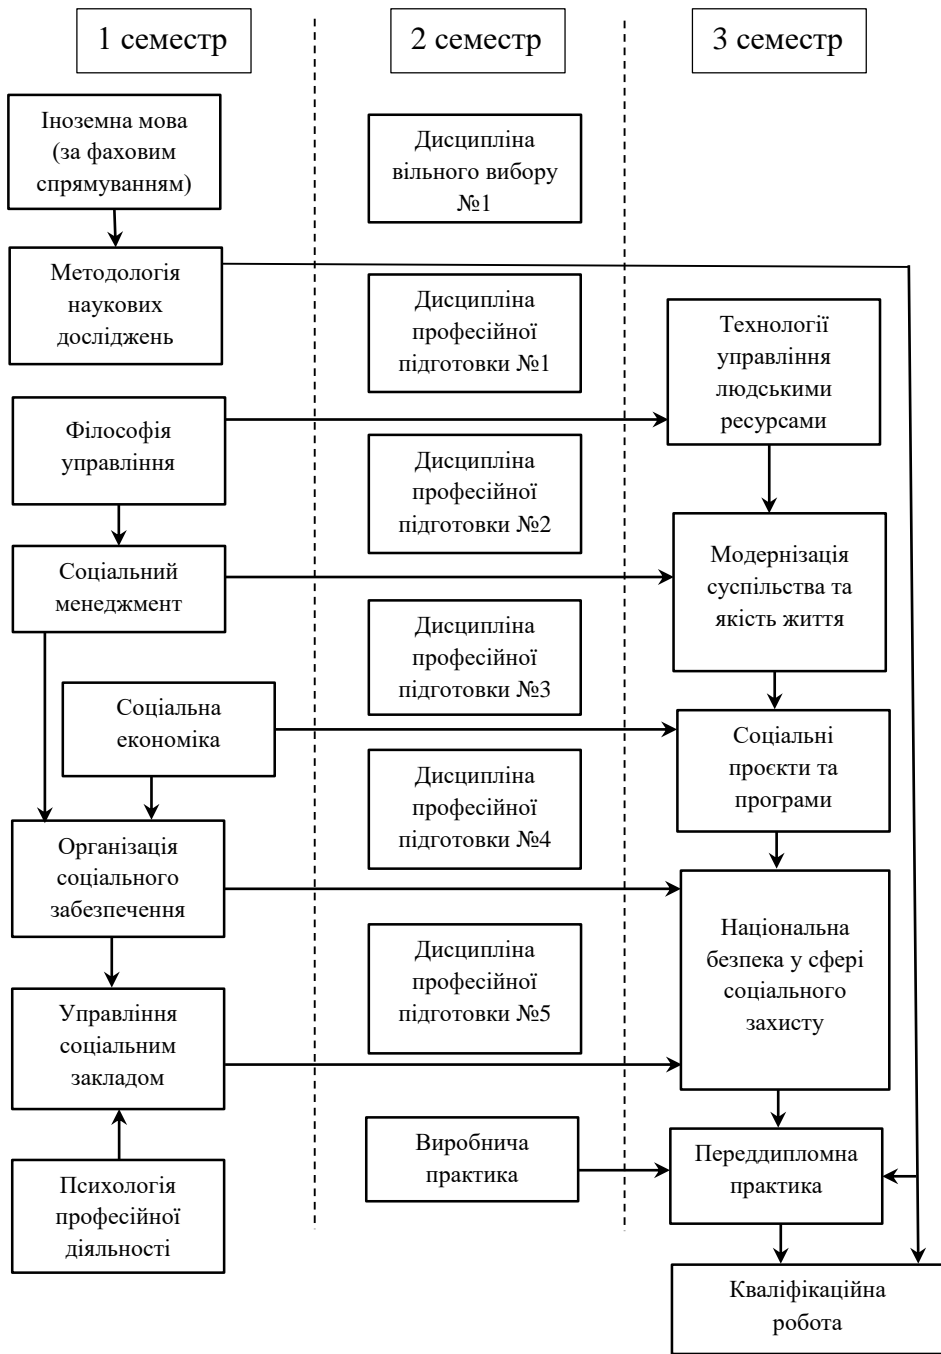 1 семестр
2 семестр
3 семестр
Іноземна мова
(за фаховим
спрямуванням)
Методологія
наукових
досліджень
Філософія
управління
Соціальний
менеджмент
Соціальна
економіка
Організація
соціального
забезпечення
Управління
соціальним
закладом
Психологія
професійної
діяльності
Дисципліна
вільного вибору
№1
Дисципліна
професійної
підготовки №1
Дисципліна
професійної
підготовки №2
Дисципліна
професійної
підготовки №3
Дисципліна
професійної
підготовки №4
Дисципліна
професійної
підготовки №5
Виробнича
практика
Технології
управління
людськими
ресурсами
Модернізація
суспільства та
якість життя
Соціальні
проєкти та
програми
Національна
безпека у сфері
соціального
захисту
Переддипломна
практика
Кваліфікаційна
робота